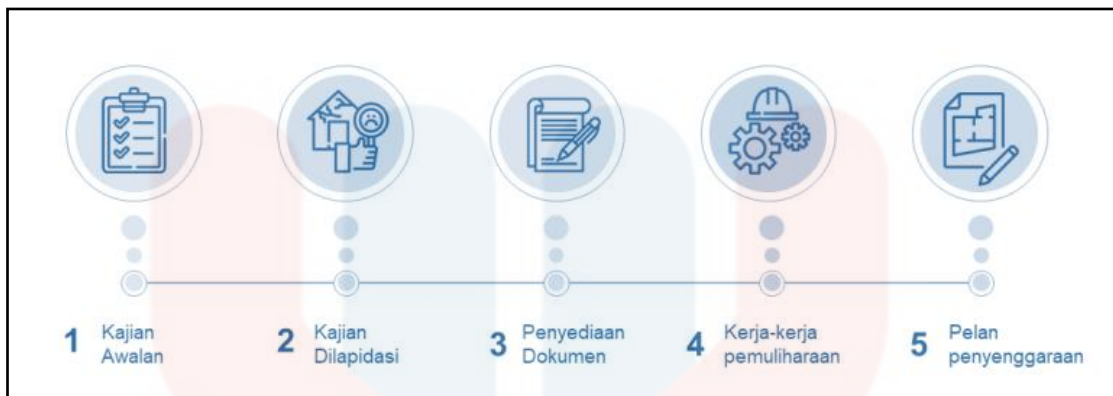 1 Kajian
Awalan
2 Kajian
Dilapidasi
3 Penyediaan
Dokumen
4 Kerja-kerja
pemuliharaan
5 Pelan
penyenggaraan